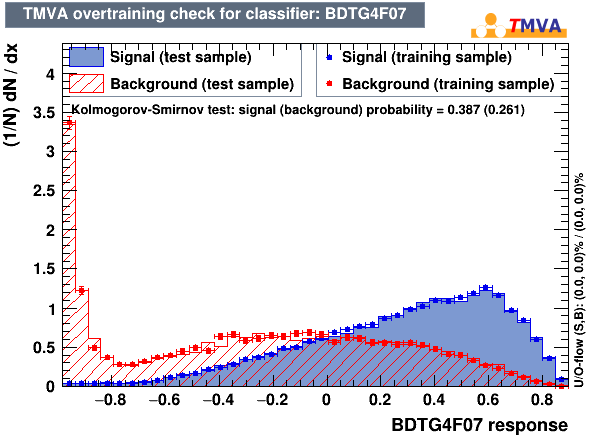 TMVA overtraining check for classifier: BDTG4F07
TMVA
Signal (test sample)
Background (test sample)
Signal (training sample)
Background (training sample)
Kolmogorov-Smirnov test: signal (background) probability = 0.387 (0.261)
(1/N) dN / dx
4
3.5
3
2.5
2
1.5
1
0.5
0
−0.8 −0.6 −0.4 −0.2 0 0.2 0.4 0.6 0.8
BDTG4F07 response
U/O-flow (S,B): (0.0, 0.0)% / (0.0, 0.0)%